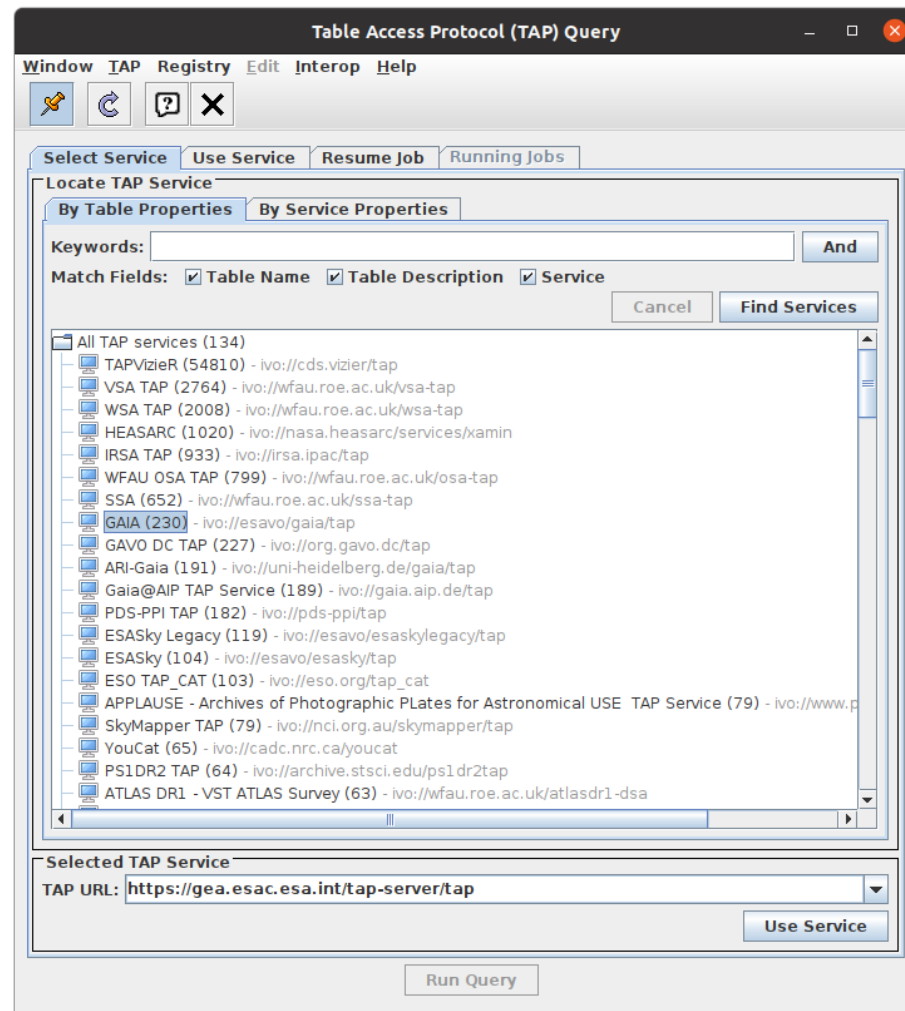 Table Access Protocol (TAP) Query
Window TAP Registry Edit Interop Help
Select Service Use Service Resume Job Running Jobs
Locate TAP Service
By Table Properties By Service Properties
Keywords: And
Match Fields: Table Name Table Description Service
Cancel Find Services
All TAP services (134)
TAPVizieR (54810) - ivo://cds.vizier/tap
VSA TAP (2764) - ivo://wfau.roe.ac.uk/vsa-tap
WSA TAP (2008) - ivo://wfau.roe.ac.uk/wsa-tap
HEASARC (1020) - ivo://nasa.heasarc/services/xamin
IRSA TAP (933) - ivo://irsa.ipac/tap
WFAU OSA TAP (799) - ivo://wfau.roe.ac.uk/osa-tap
SSA (652) - ivo://wfau.roe.ac.uk/ssa-tap
GAIA (230) - ivo://esavo/gaia/tap
GAVO DC TAP (227) - ivo://org.gavo.dc/tap
ARI-Gaia (191) - ivo://uni-heidelberg.de/gaia/tap
Gaia@AIP TAP Service (189) - ivo://gaia.aip.de/tap
PDS-PPI TAP (182) - ivo://pds-ppi/tap
ESASky Legacy (119) - ivo://esavo/esaskylegacy/tap
ESASky (104) - ivo://esavo/esasky/tap
ESO TAP_CAT (103) - ivo://eso.org/tap_cat
APPLAUSE - Archives of Photographic PLates for Astronomical USE TAP Service (79) - ivo://www.p
SkyMapper TAP (79) - ivo://nci.org.au/skymapper/tap
YouCat (65) - ivo://cadc.nrc.ca/youcat
PS1DR2 TAP (64) - ivo://archive.stsci.edu/ps1dr2tap
ATLAS DR1 - VST ATLAS Survey (63) - ivo://wfau.roe.ac.uk/atlasdr1-dsa
Selected TAP Service
TAP URL: https://gea.esac.esa.int/tap-server/tap
Use Service
Run Query